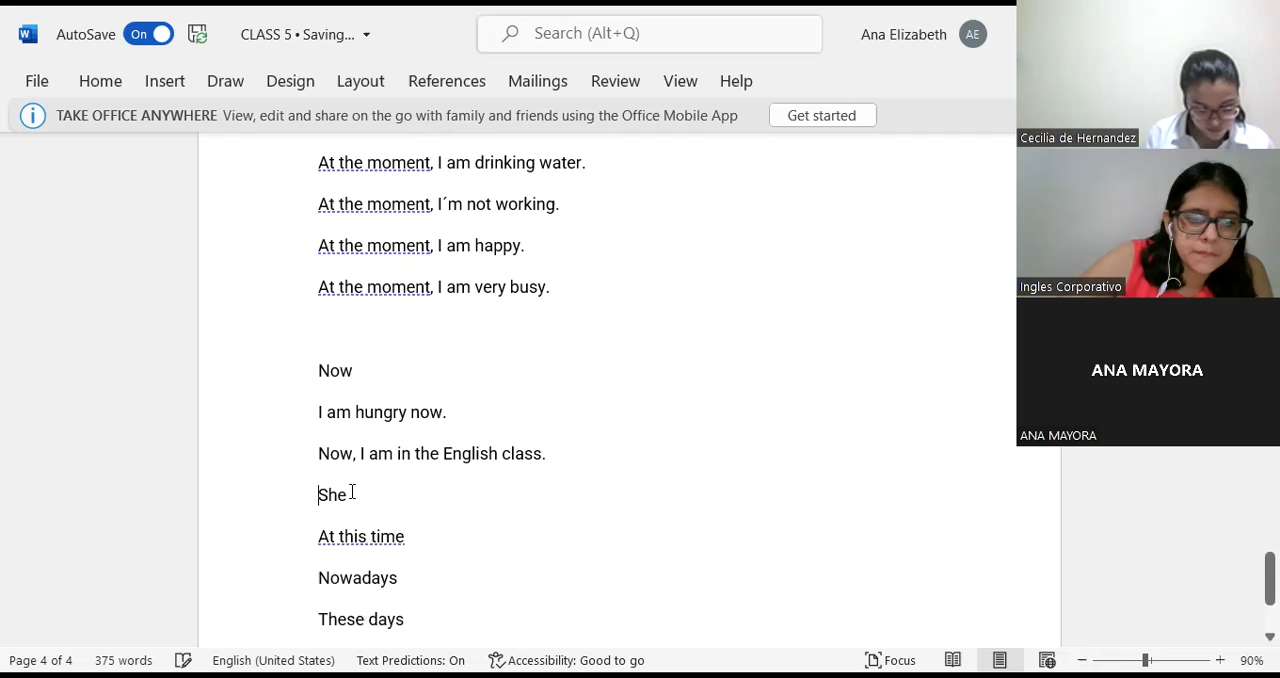 AutoSave On CLASS 5 • Saving... Search (Alt+Q) Ana Elizabeth AE
File Home Insert Draw Design Layout References Mailings Review View Help
TAKE OFFICE ANYWHERE View, edit and share on the go with family and friends using the Office Mobile App Get started
At the moment, I am drinking water.
At the moment, I´m not working.
At the moment, I am happy.
At the moment, I am very busy.
Now
I am hungry now.
Now, I am in the English class.
She
At this time
Nowadays
These days
Page 4 of 4 375 words English (United States) Text Predictions: On Accessibility: Good to go Focus 90%
Cecilia de Hernandez
Ingles Corporativo
ANA MAYORA
ANA MAYORA